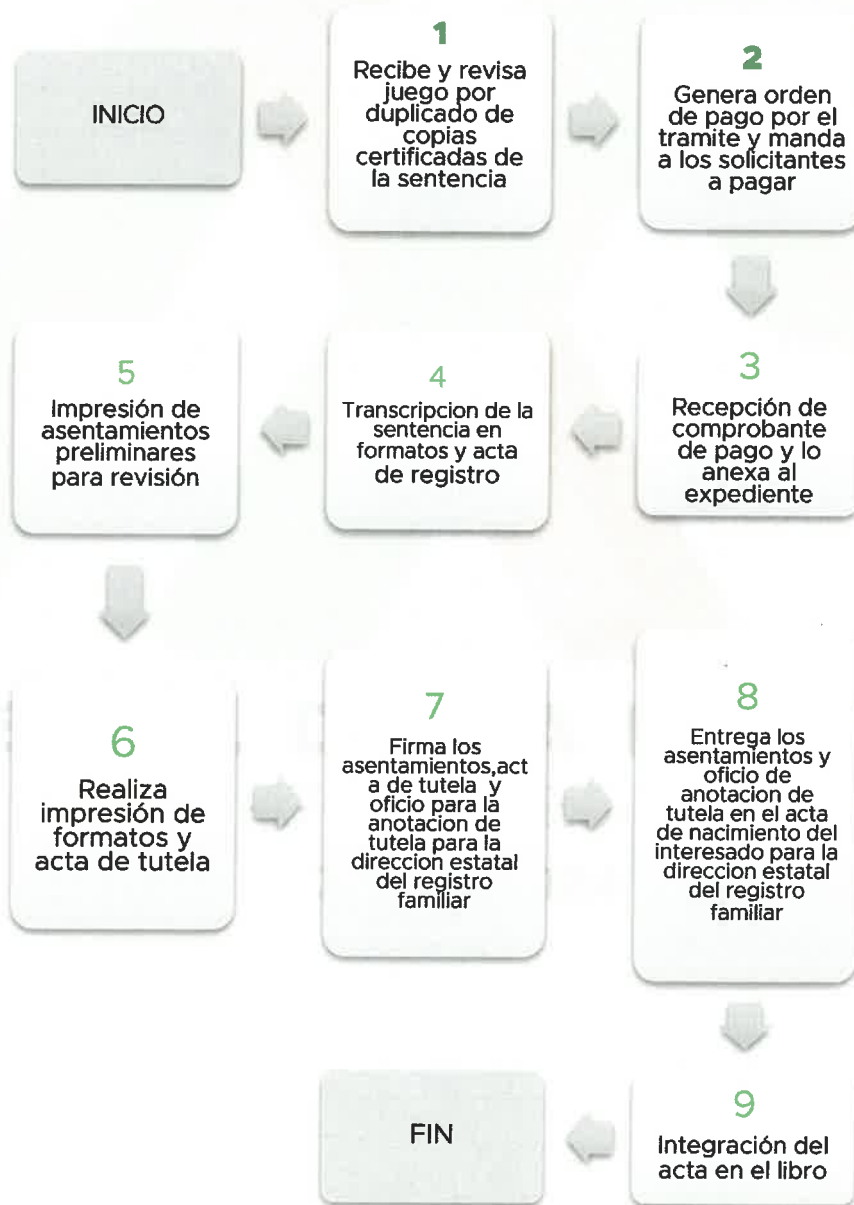 INICIO
1
Recibe y revisa
juego por
duplicado de
copias
certificadas de
la sentencia
2
Genera orden
de pago por el
tramite y manda
a los solicitantes
a pagar
3
Recepción de
comprobante
de pago y lo
anexa al
expediente
4
Transcripcion de la
sentencia en
formatos y acta
de registro
5
Impresión de
asentamientos
preliminares
para revisión
6
Realiza
impresión de
formatos y
acta de tutela
7
Firma los
asentamientos,act
a de tutela y
oficio para la
anotacion de
tutela para la
direccion estatal
del registro
familiar
8
Entrega los
asentamientos y
oficio de
anotacion de
tutela en el acta
de nacimiento del
interesado para la
direccion estatal
del registro
familiar
9
Integración del
acta en el libro
FIN